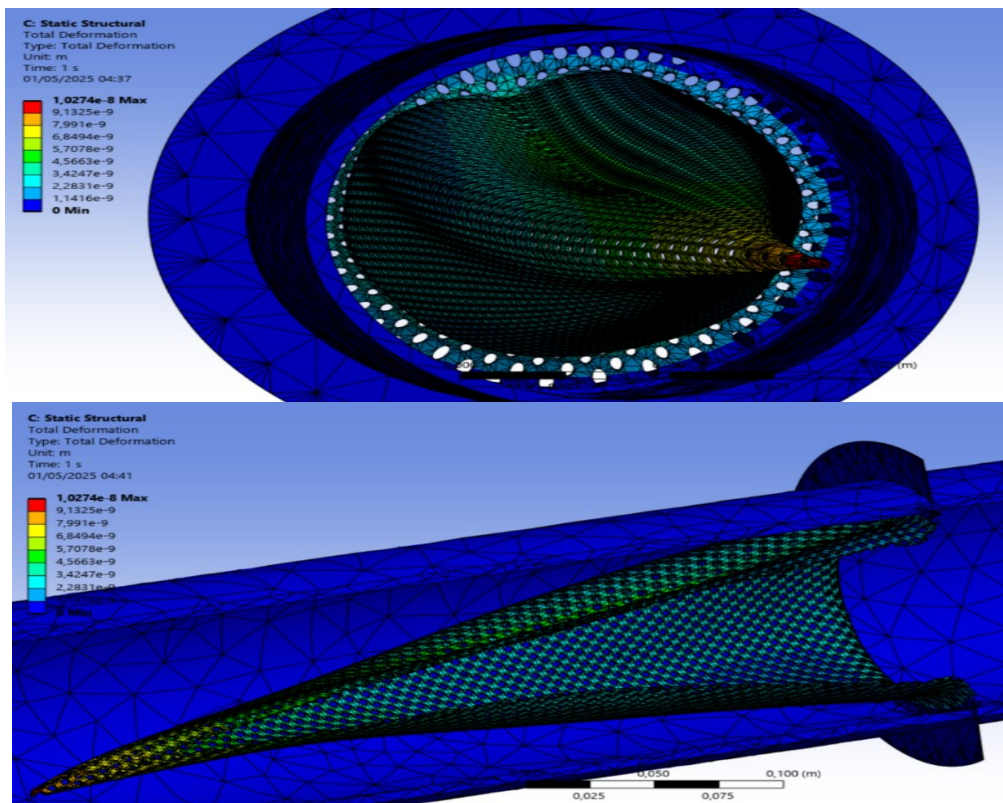 C: Static Structural
Total Deformation
Type: Total Deformation
Unit: m
Time: 1 s
01/05/2025 04:37
1,0274e-8 Max
9,1325e-9
7,991e-9
6,8494e-9
5,7078e-9
4,5663e-9
3,4247e-9
2,2831e-9
1,1416e-9
0 Min
(m)
C: Static Structural
Total Deformation
Type: Total Deformation
Unit: m
Time: 1 s
01/05/2025 04:41
1,0274e-8 Max
9,1325e-9
7,991e-9
6,8494e-9
5,7078e-9
4,5663e-9
3,4247e-9
2,2831e-9
0,050
0,100 (m)
0,025
0,075